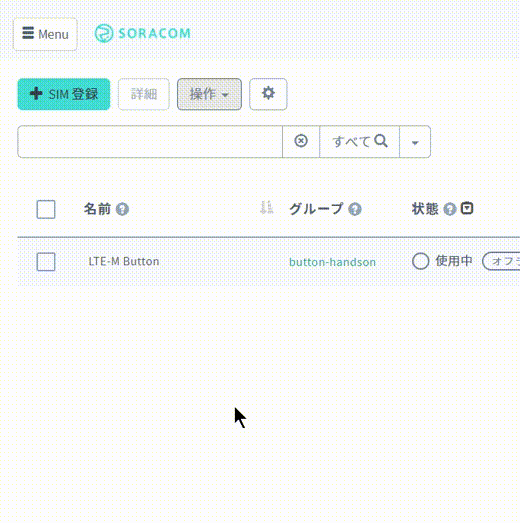 Menu SORACOM
SIM 登録 詳細 操作
すべて
名前 グループ 状態
LTE-M Button button-handson 使用中 オフラ